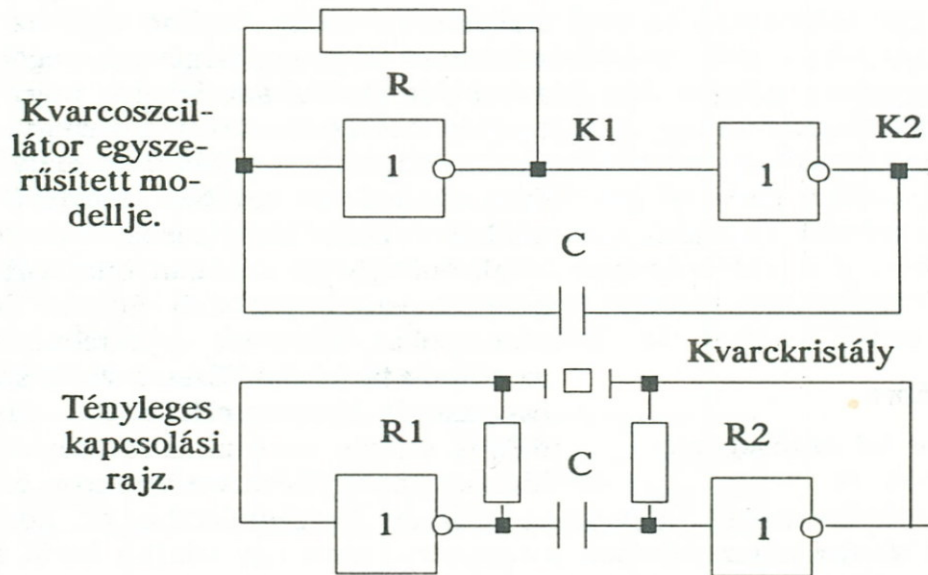 R
Kvarcoszcil-
látor egysze-
rűsített mo-
dellje.
K1
K2
1
1
C
Kvarckristály
Tényleges
kapcsolási
rajz.
R1
C
R2
1
1